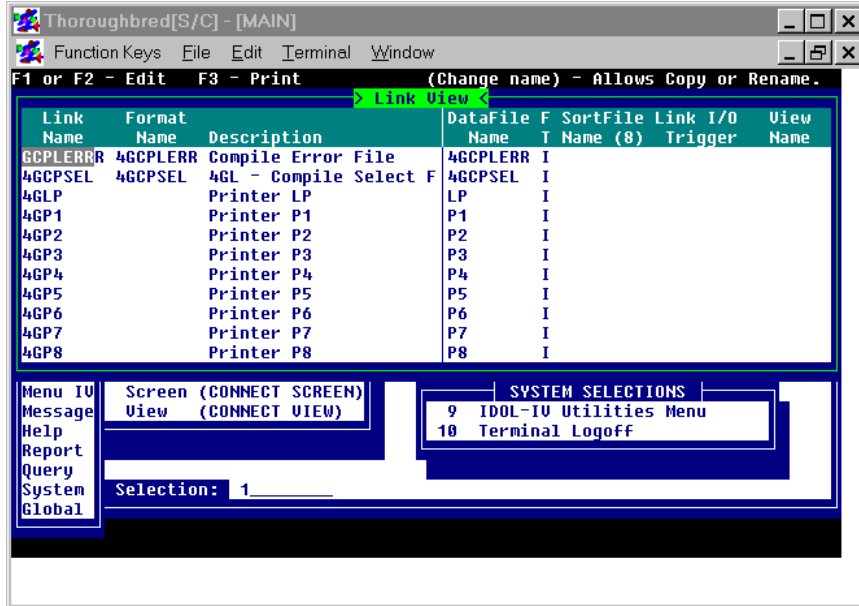 Thoroughbred[S/C] - [MAIN]
Function Keys File Edit Terminal Window
F1 or F2 - Edit F3 - Print (Change name) - Allows Copy or Rename.
> Link View <
Link Format DataFile F SortFile Link I/O View
Name Name Description Name T Name (8) Trigger Name
GCPLERRR 4GCPLERR Compile Error File 4GCPLERR I
4GCPSEL 4GCPSEL 4GL - Compile Select F 4GCPSEL I
4GLP Printer LP LP I
4GP1 Printer P1 P1 I
4GP2 Printer P2 P2 I
4GP3 Printer P3 P3 I
4GP4 Printer P4 P4 I
4GP5 Printer P5 P5 I
4GP6 Printer P6 P6 I
4GP7 Printer P7 P7 I
4GP8 Printer P8 P8 I
Menu IV Screen (CONNECT SCREEN) SYSTEM SELECTIONS
Message View (CONNECT VIEW) 9 IDOL-IV Utilities Menu
Help 10 Terminal Logoff
Report
Query
System Selection: 1________
Global